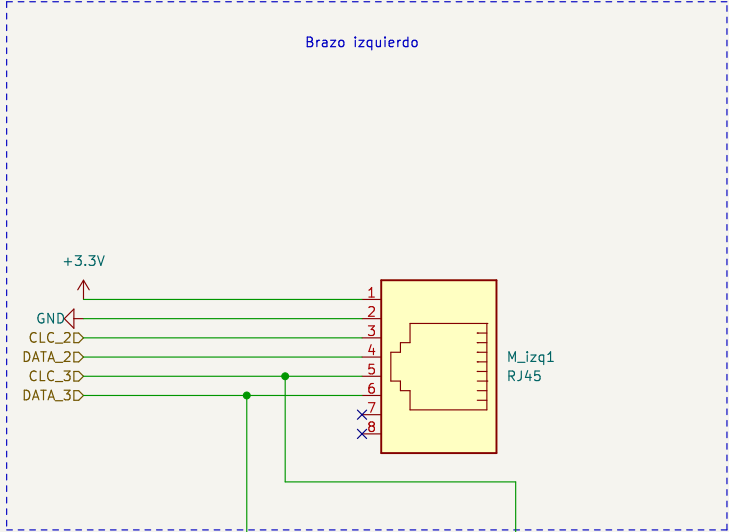 Brazo izquierdo
+3.3V
1
GND 2
CLC_2 3
DATA_2 4 M_izq1
CLC_3 5 RJ45
DATA_3 6
7
8